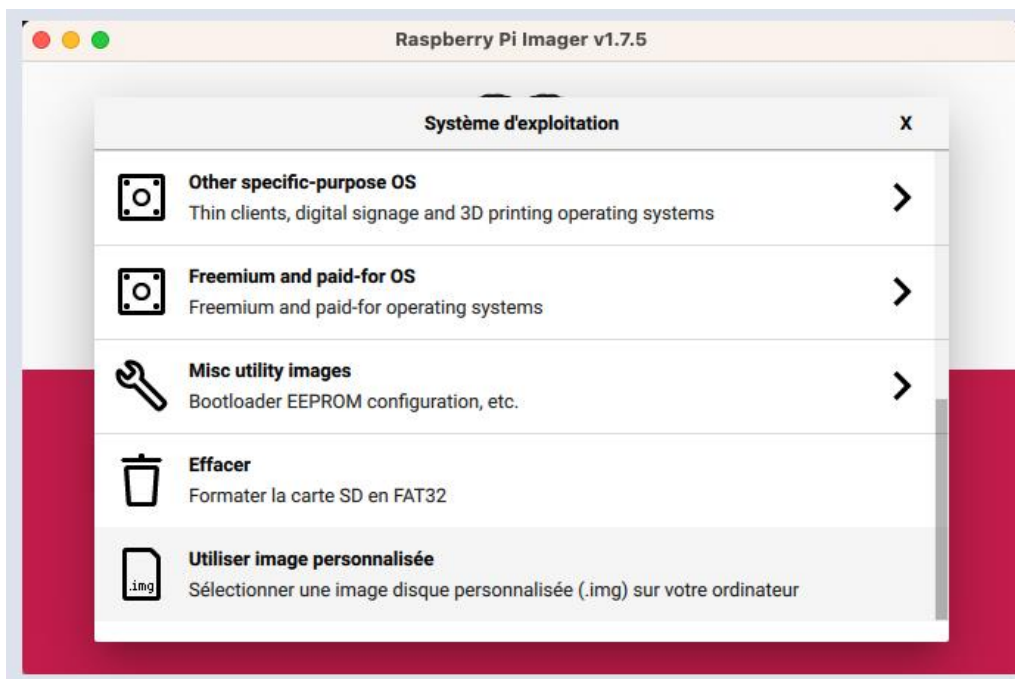 Raspberry Pi Imager v1.7.5
Système d'exploitation
X
Other specific-purpose OS
Thin clients, digital signage and 3D printing operating systems
Freemium and paid-for OS
Freemium and paid-for operating systems
Misc utility images
Bootloader EEPROM configuration, etc.
Effacer
Formater la carte SD en FAT32
.img
Utiliser image personnalisée
Sélectionner une image disque personnalisée (.img) sur votre ordinateur